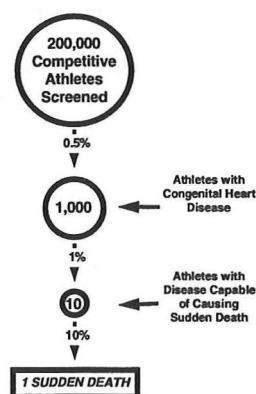 200,000
Competitive
Athletes
Screened
0.5%
1,000
Athletes with
Congenital Heart
Disease
1%
10
Athletes with
Disease Capable
of Causing
Sudden Death
10%
1 SUDDEN DEATH